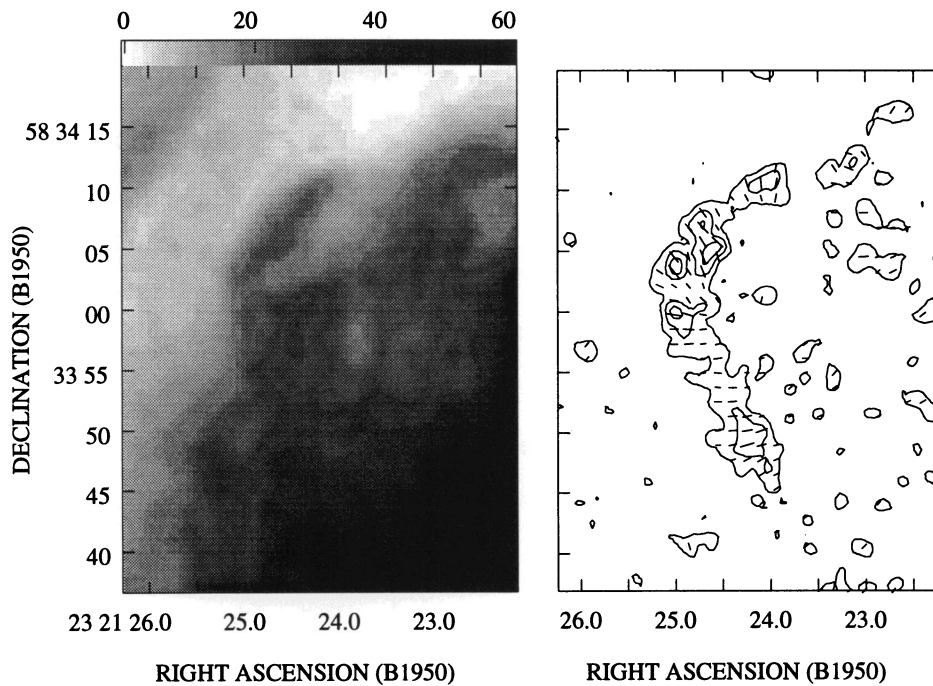 0 20 40 60
58 34 15
10
05
00
33 55
50
45
40
DECLINATION (B1950)
23 21 26.0 25.0 24.0 23.0
RIGHT ASCENSION (B1950)
26.0 25.0 24.0 23.0
RIGHT ASCENSION (B1950)